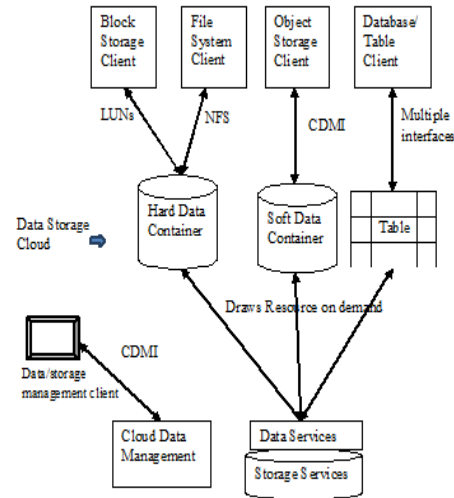 Block
Storage
Client
File
System
Client
Object
Storage
Client
Database/
Table
Client
LUNs
NFS
CDMI
Multiple
interfaces
Hard Data
Container
Soft Data
Container
Table
Data Storage
Cloud
Draws Resource on demand
CDMI
Data/storage
management client
Cloud Data
Management
Data Services
Storage Services